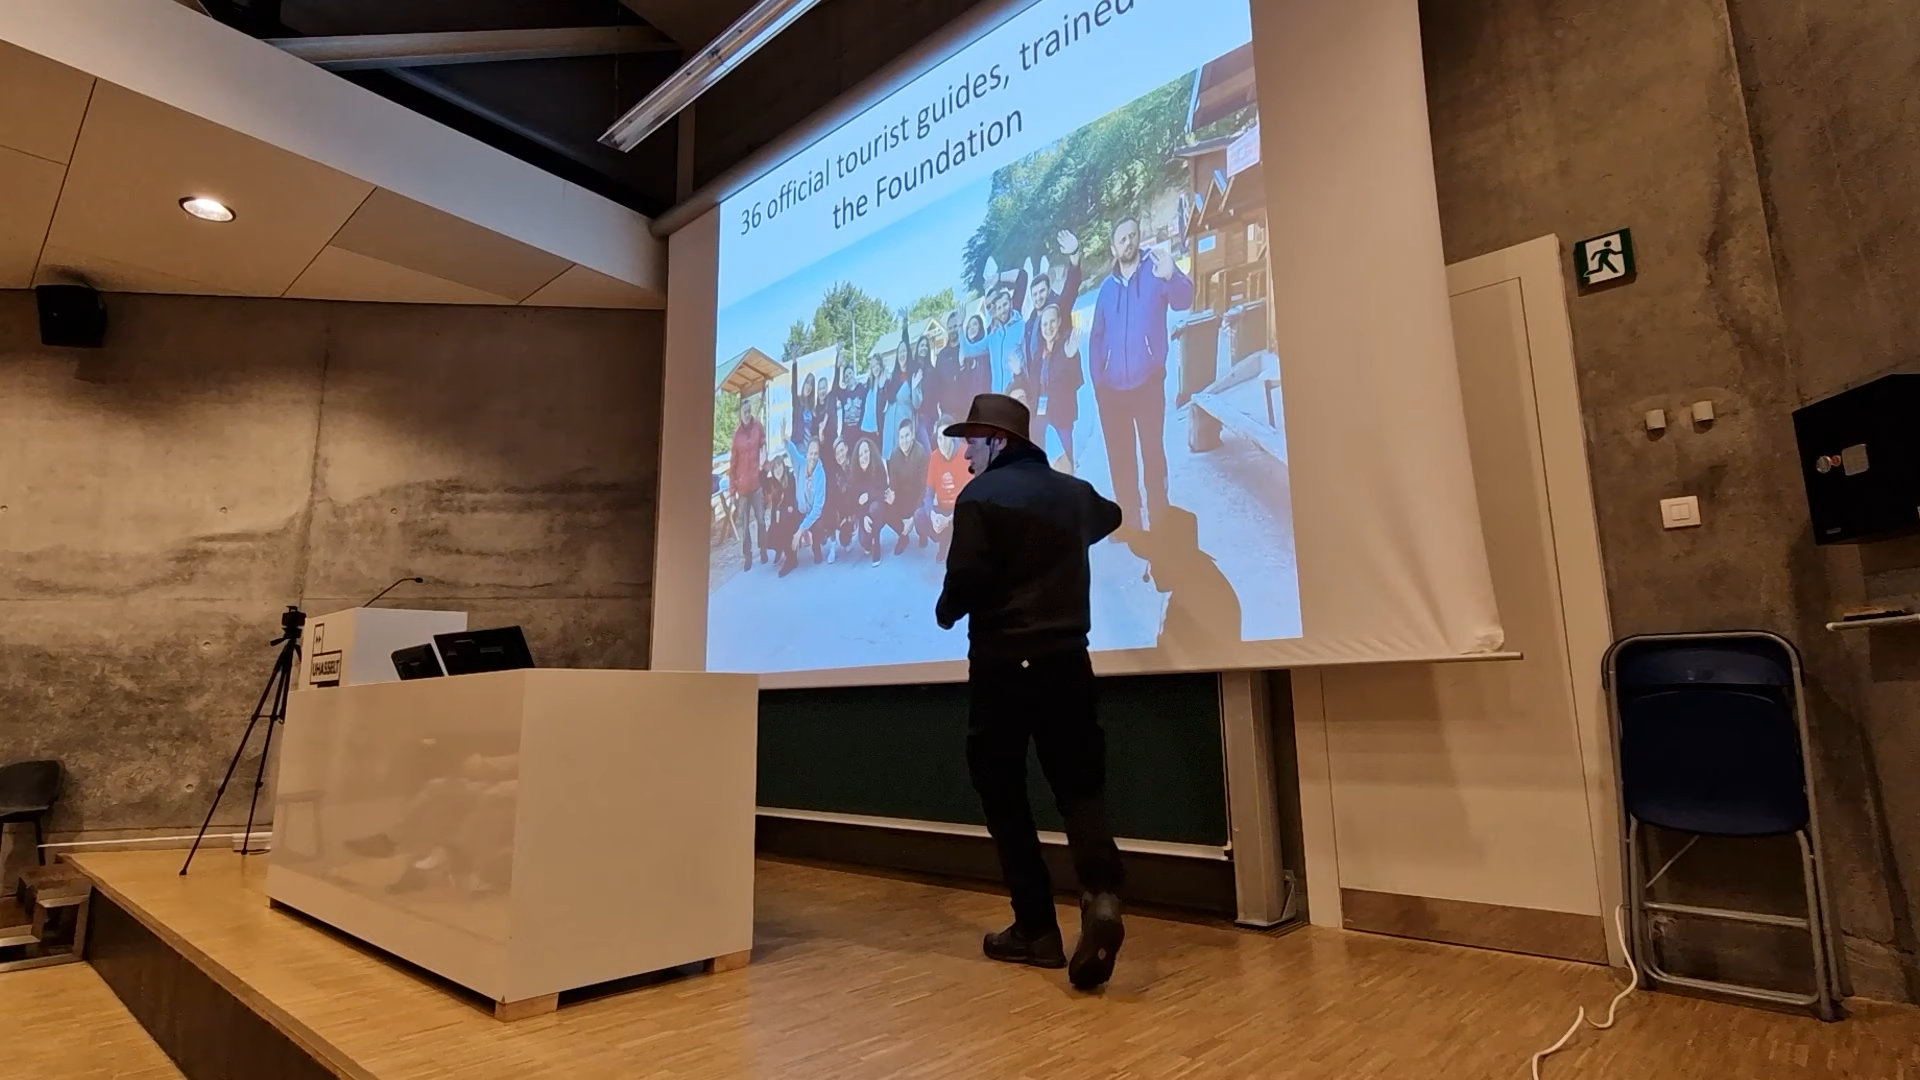 36 official tourist guides, trained
the Foundation
UHASSELT